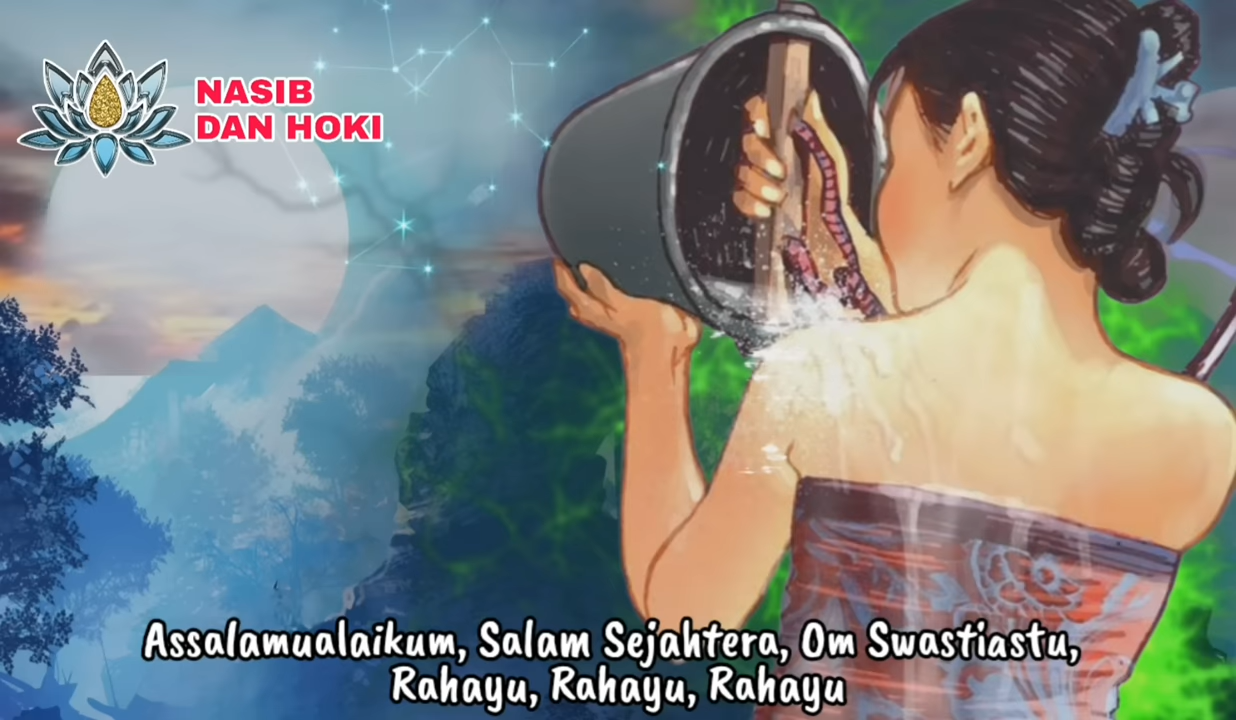 NASIB
DAN HOKI
Assalamualaikum, Salam Sejahtera, Om Swastiastu,
Rahayu, Rahayu, Rahayu